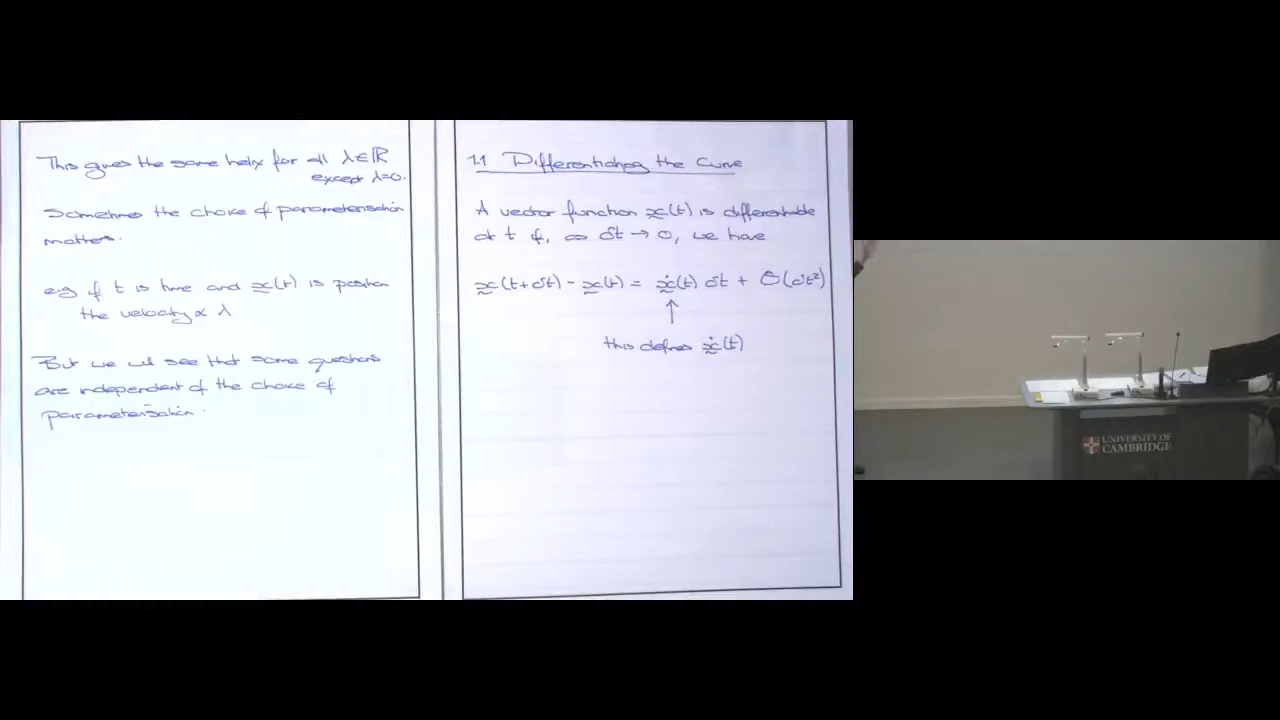 This gives the same helix for all λ∈ℝ
except λ=0.
Sometimes the choice of parameterisation
matters.
e.g. if t is time and x(t) is position
the velocity ∝ λ
But we will see that some questions
are independent of the choice of
parameterisation.
1.1 Differentiating the Curve
A vector function x(t) is differentiable
at t if, as δt → 0, we have
x(t+δt) - x(t) = ẋ(t) δt + O(δt²)
↑
this defines ẋ(t)
UNIVERSITY OF
CAMBRIDGE